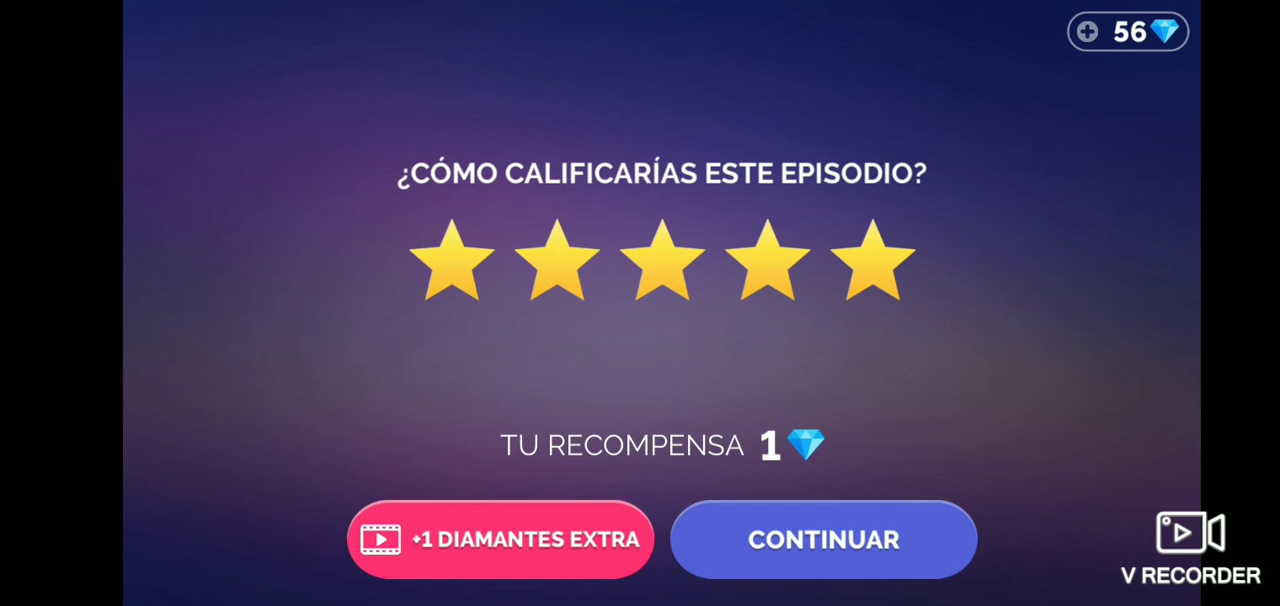 56
¿CÓMO CALIFICARÍAS ESTE EPISODIO?
TU RECOMPENSA 1
+1 DIAMANTES EXTRA
CONTINUAR
V RECORDER